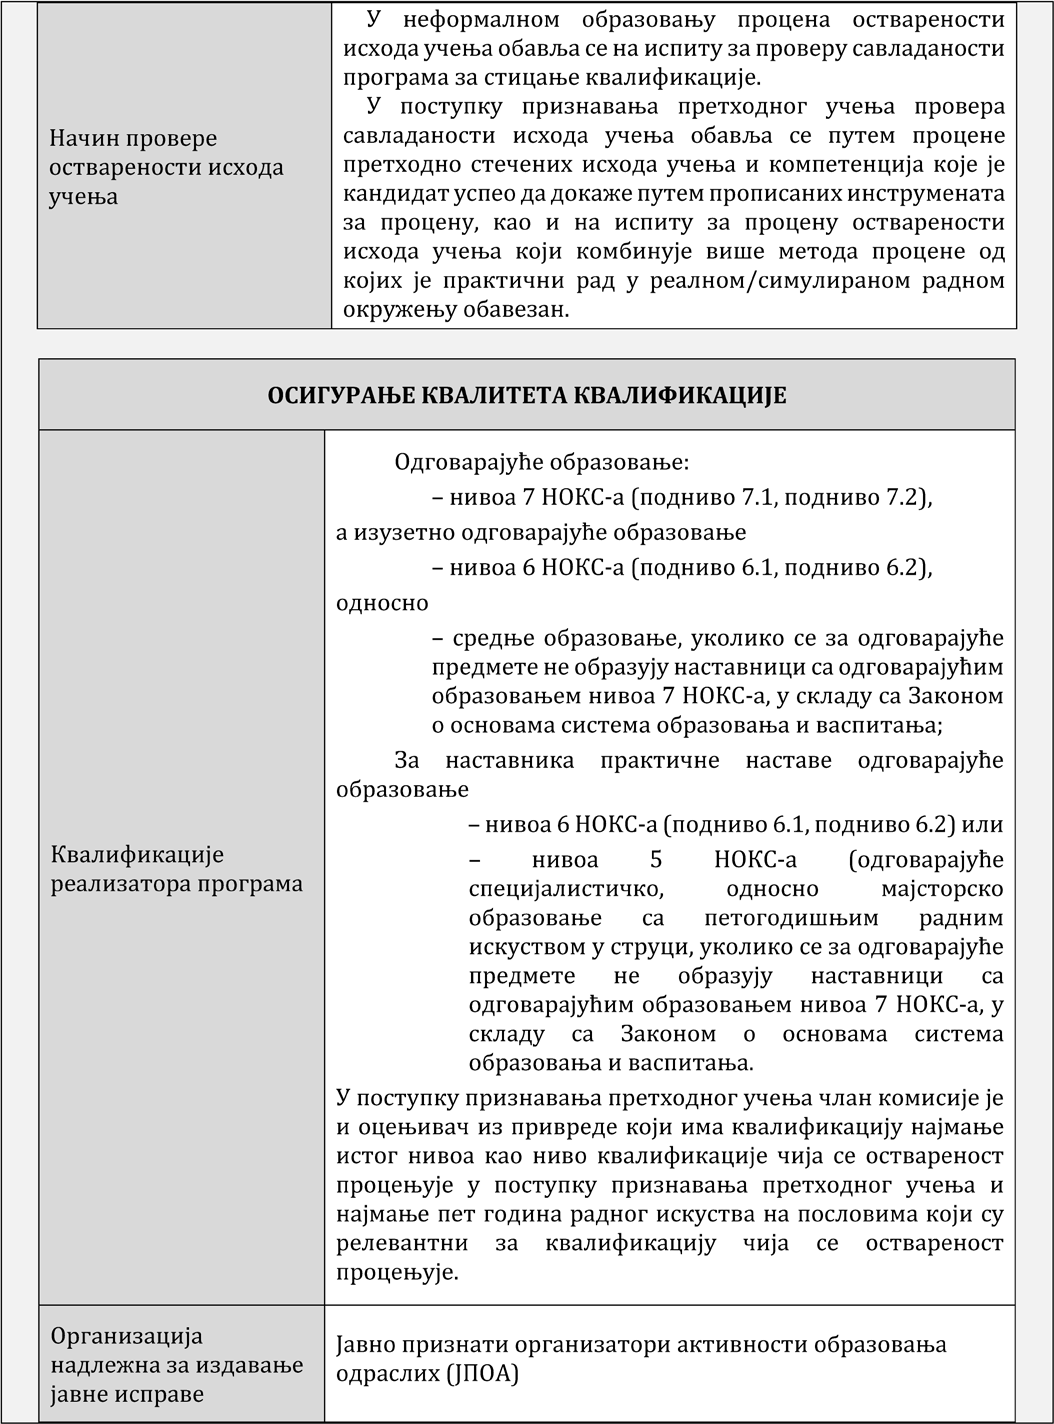 Начин провере
остварености исхода
учења
У неформалном образовању процена остварености
исхода учења обавља се на испиту за проверу савладаности
програма за стицање квалификације.
У поступку признавања претходног учења провера
савладаности исхода учења обавља се путем процене
претходно стечених исхода учења и компетенција које је
кандидат успео да докаже путем прописаних инструмената
за процену, као и на испиту за процену остварености
исхода учења који комбинује више метода процене од
којих је практични рад у реалном/симулираном радном
окружењу обавезан.
ОСИГУРАЊЕ КВАЛИТЕТА КВАЛИФИКАЦИЈЕ
Квалификације
реализатора програма
Одговарајуће образовање:
– нивоа 7 НОКС-а (поднивo 7.1, поднивo 7.2),
а изузетно одговарајуће образовање
– нивоа 6 НОКС-а (поднивo 6.1, поднивo 6.2),
односно
– средње образовање, уколико се за одговарајуће
предмете не образују наставници са одговарајућим
образовањем нивоа 7 НОКС-а, у складу са Законом
о основама система образовања и васпитања;
За наставника практичне наставе одговарајуће
образовање
– нивоа 6 НОКС-а (поднивo 6.1, поднивo 6.2) или
– нивоа 5 НОКС-а (одговарајуће
специјалистичко, односно мајсторско
образовање са петогодишњим радним
искуством у струци, уколико се за одговарајуће
предмете не образују наставници са
одговарајућим образовањем нивоа 7 НОКС-а, у
складу са Законом о основама система
образовања и васпитања.
У поступку признавања претходног учења члан комисије је
и оцењивач из привреде који има квалификацију најмање
истог нивоа као ниво квалификације чија се оствареност
процењује у поступку признавања претходног учења и
најмање пет година радног искуства на пословима који су
релевантни за квалификацију чија се оствареност
процењује.
Организација
надлежна за издавање
јавне исправе
Јавно признати организатори активности образовања
одраслих (ЈПОА)